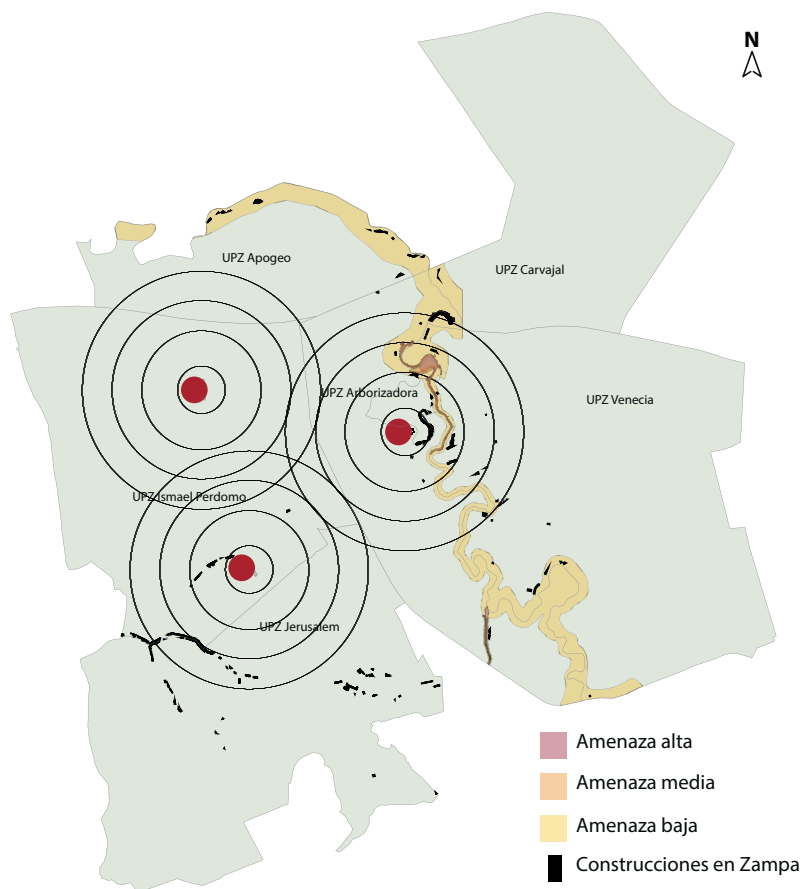 N
UPZ Apogeo
UPZ Carvajal
UPZ Arborizadora
UPZ Venecia
UPZ Ismael Perdomo
UPZ Jerusalem
Amenaza alta
Amenaza media
Amenaza baja
Construcciones en Zampa